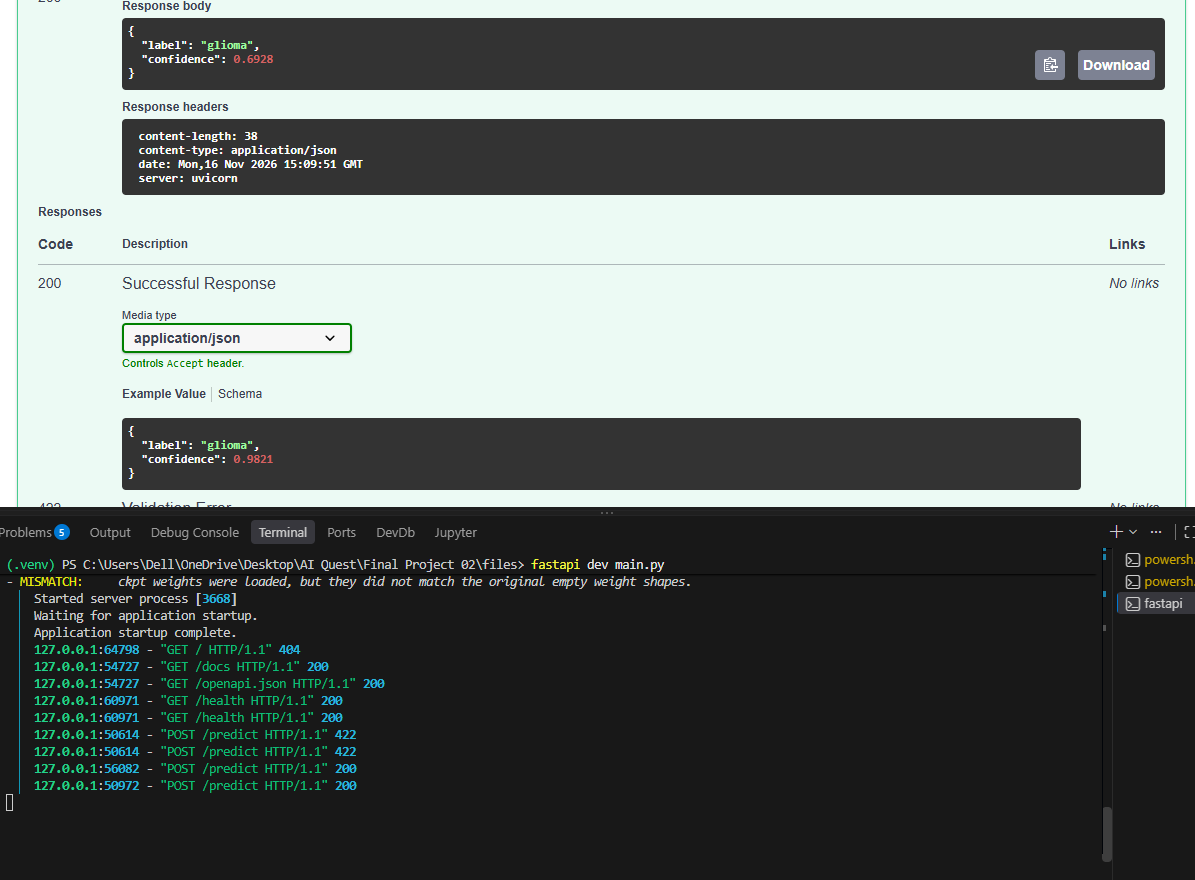 Response body
{
"label": "glioma",
"confidence": 0.6928
}
Download
Response headers
content-length: 38
content-type: application/json
date: Mon,16 Nov 2026 15:09:51 GMT
server: uvicorn
Responses
Code Description Links
200 Successful Response No links
Media type
application/json
Controls Accept header.
Example Value Schema
{
"label": "glioma",
"confidence": 0.9821
}
Problems 5 Output Debug Console Terminal Ports DevDb Jupyter
(.venv) PS C:\Users\Dell\OneDrive\Desktop\AI Quest\Final Project 02\files> fastapi dev main.py
- MISMATCH: ckpt weights were loaded, but they did not match the original empty weight shapes.
Started server process [3668]
Waiting for application startup.
Application startup complete.
127.0.0.1:64798 - "GET / HTTP/1.1" 404
127.0.0.1:54727 - "GET /docs HTTP/1.1" 200
127.0.0.1:54727 - "GET /openapi.json HTTP/1.1" 200
127.0.0.1:60971 - "GET /health HTTP/1.1" 200
127.0.0.1:60971 - "GET /health HTTP/1.1" 200
127.0.0.1:50614 - "POST /predict HTTP/1.1" 422
127.0.0.1:50614 - "POST /predict HTTP/1.1" 422
127.0.0.1:56082 - "POST /predict HTTP/1.1" 200
127.0.0.1:50972 - "POST /predict HTTP/1.1" 200
powersh
powersh
fastapi